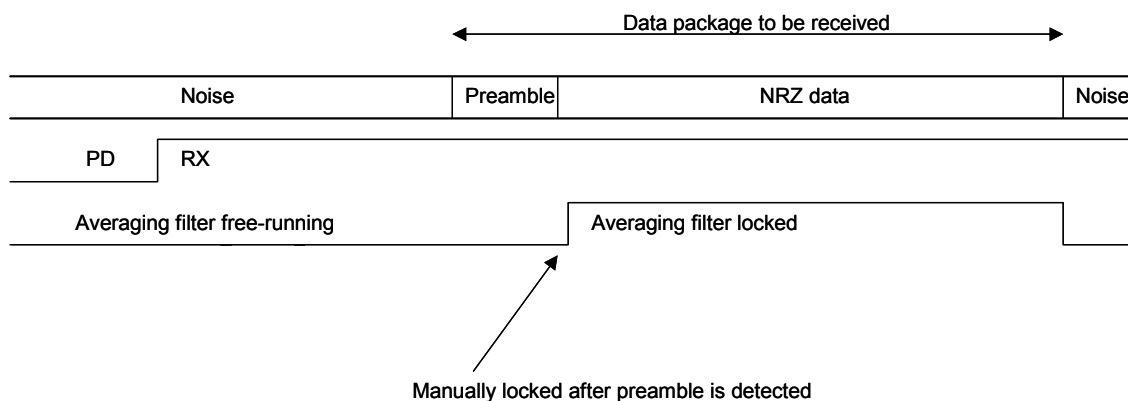 Data package to be received
Noise
Preamble
NRZ data
Noise
PD
RX
Averaging filter free-running
Averaging filter locked
Manually locked after preamble is detected